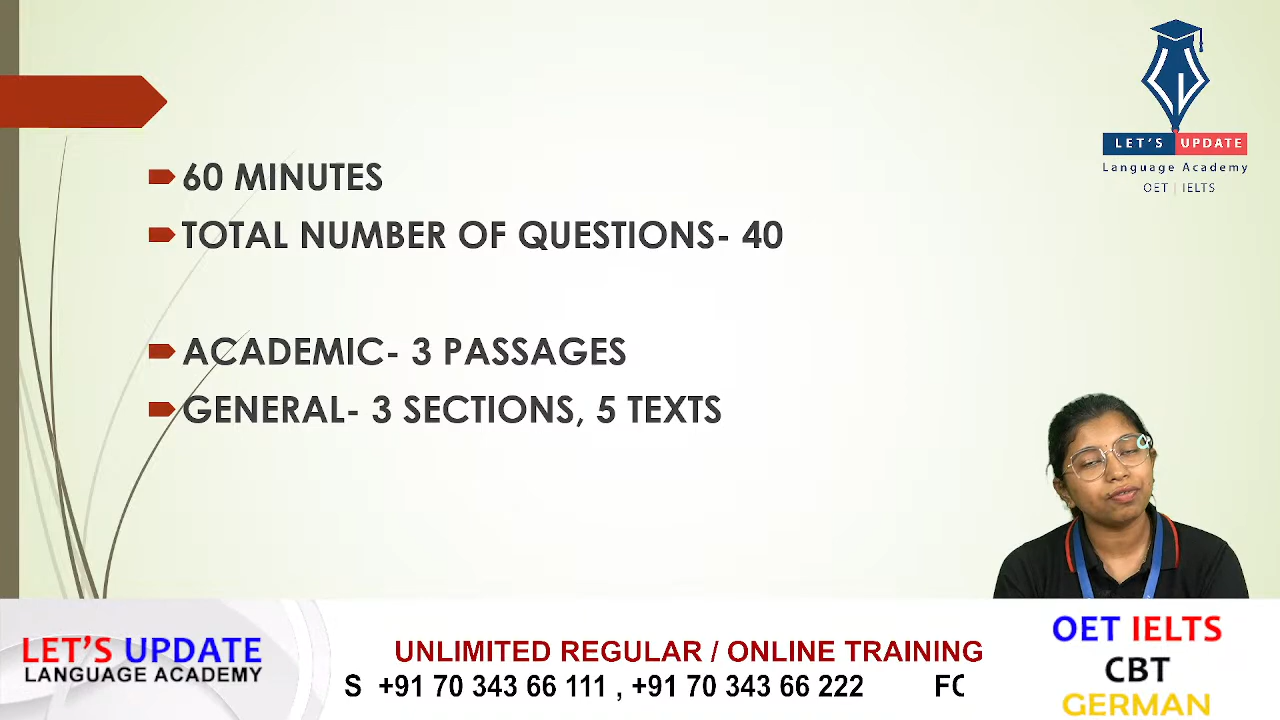 LET'S UPDATE
Language Academy
OET | IELTS
60 MINUTES
TOTAL NUMBER OF QUESTIONS- 40
ACADEMIC- 3 PASSAGES
GENERAL- 3 SECTIONS, 5 TEXTS
LET'S UPDATE
LANGUAGE ACADEMY
UNLIMITED REGULAR / ONLINE TRAINING
S +91 70 343 66 111 , +91 70 343 66 222 FO
OET IELTS
CBT
GERMAN